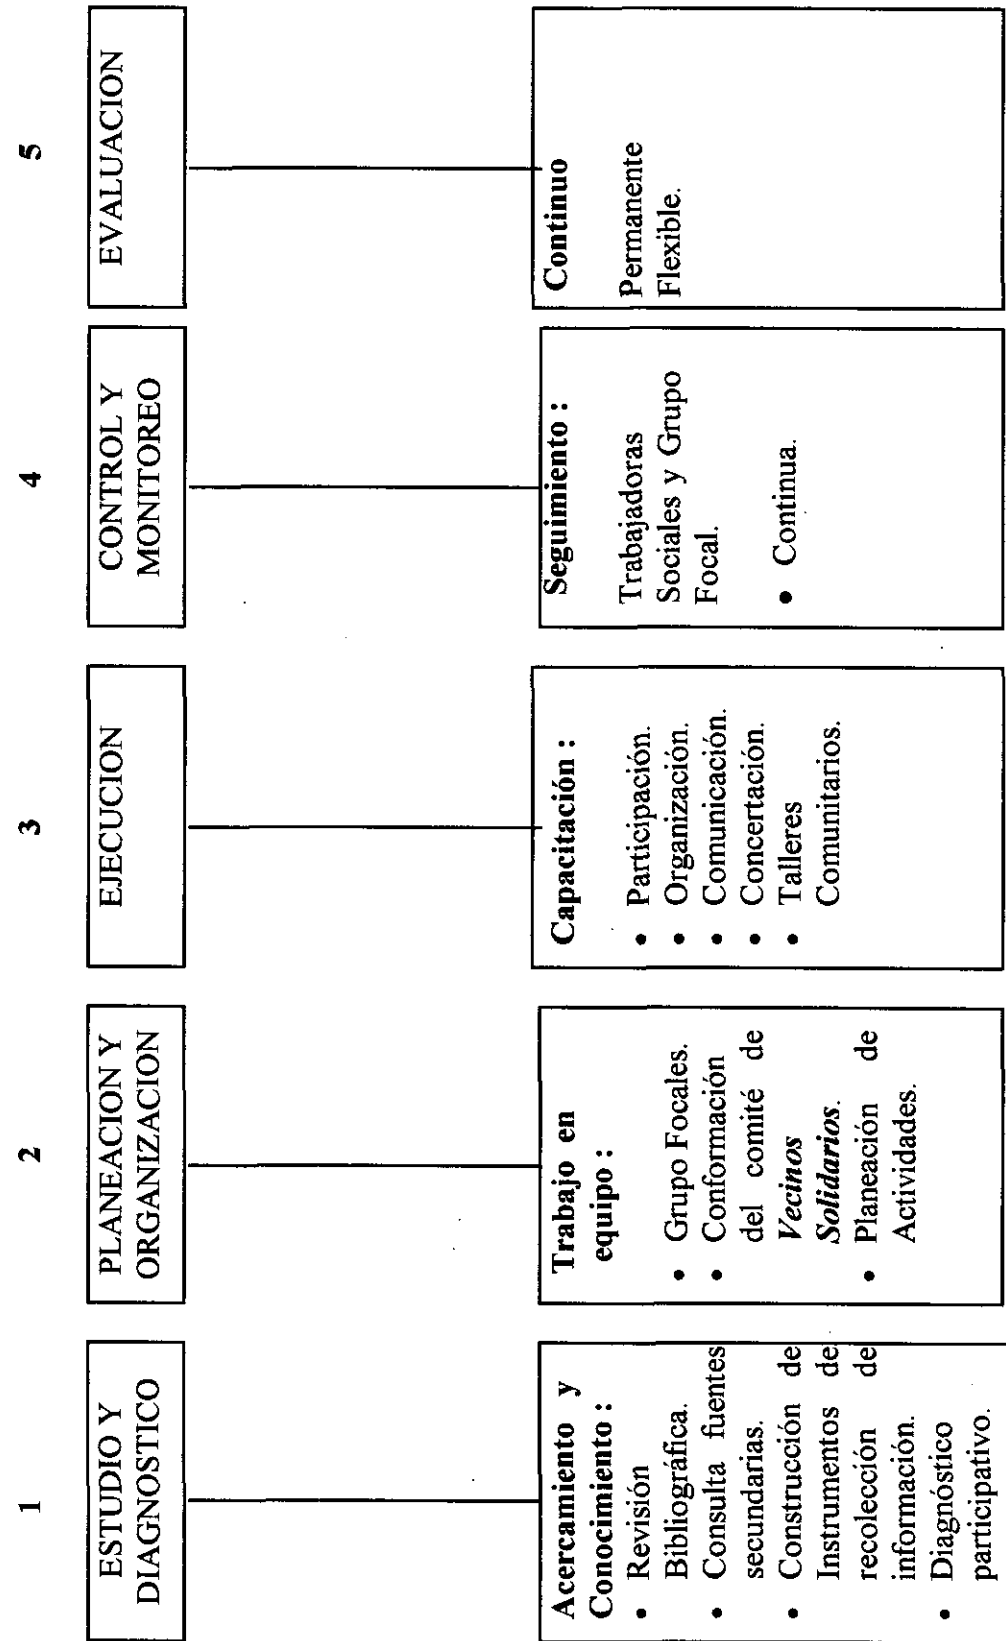 1
ESTUDIO Y
DIAGNOSTICO
Acercamiento y
Conocimiento :
• Revisión
Bibliográfica.
• Consulta fuentes
secundarias.
• Construcción de
Instrumentos de
recolección de
información.
• Diagnóstico
participativo.
2
PLANEACION Y
ORGANIZACION
Trabajo en
equipo :
• Grupo Focales.
• Conformación
del comité de
Vecinos
Solidarios.
• Planeación de
Actividades.
3
EJECUCION
Capacitación :
• Participación.
• Organización.
• Comunicación.
• Concertación.
• Talleres
Comunitarios.
4
CONTROL Y
MONITOREO
Seguimiento :
Trabajadoras
Sociales y Grupo
Focal.
• Continua.
5
EVALUACION
Continuo
Permanente
Flexible.